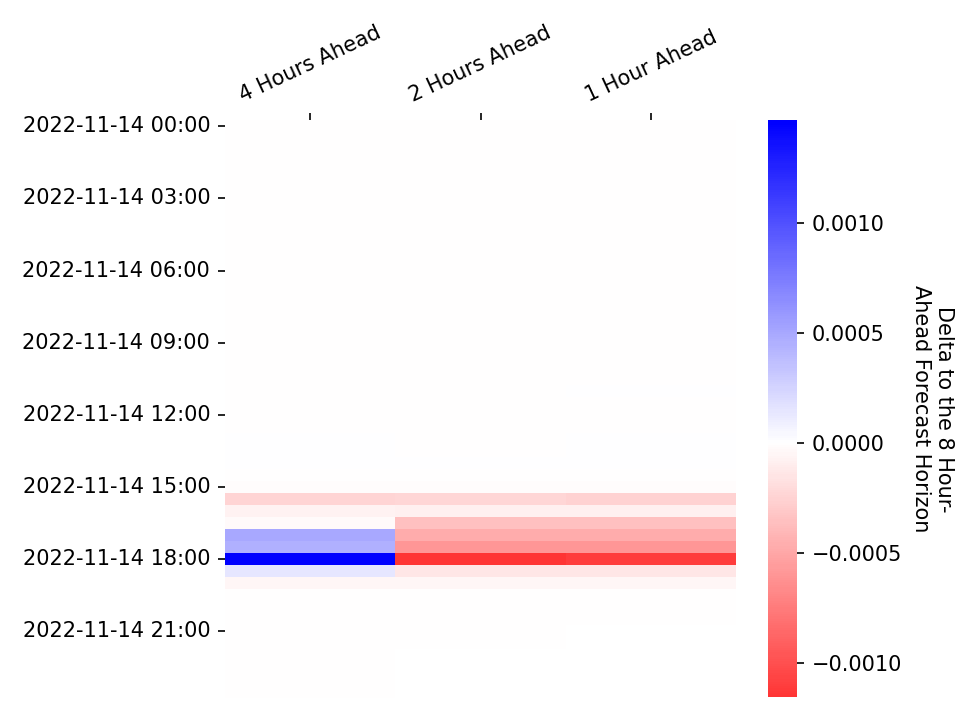 4 Hours Ahead
2 Hours Ahead
1 Hour Ahead
2022-11-14 00:00
2022-11-14 03:00
2022-11-14 06:00
2022-11-14 09:00
2022-11-14 12:00
2022-11-14 15:00
2022-11-14 18:00
2022-11-14 21:00
0.0010
0.0005
0.0000
−0.0005
−0.0010
Delta to the 8 Hour-
Ahead Forecast Horizon